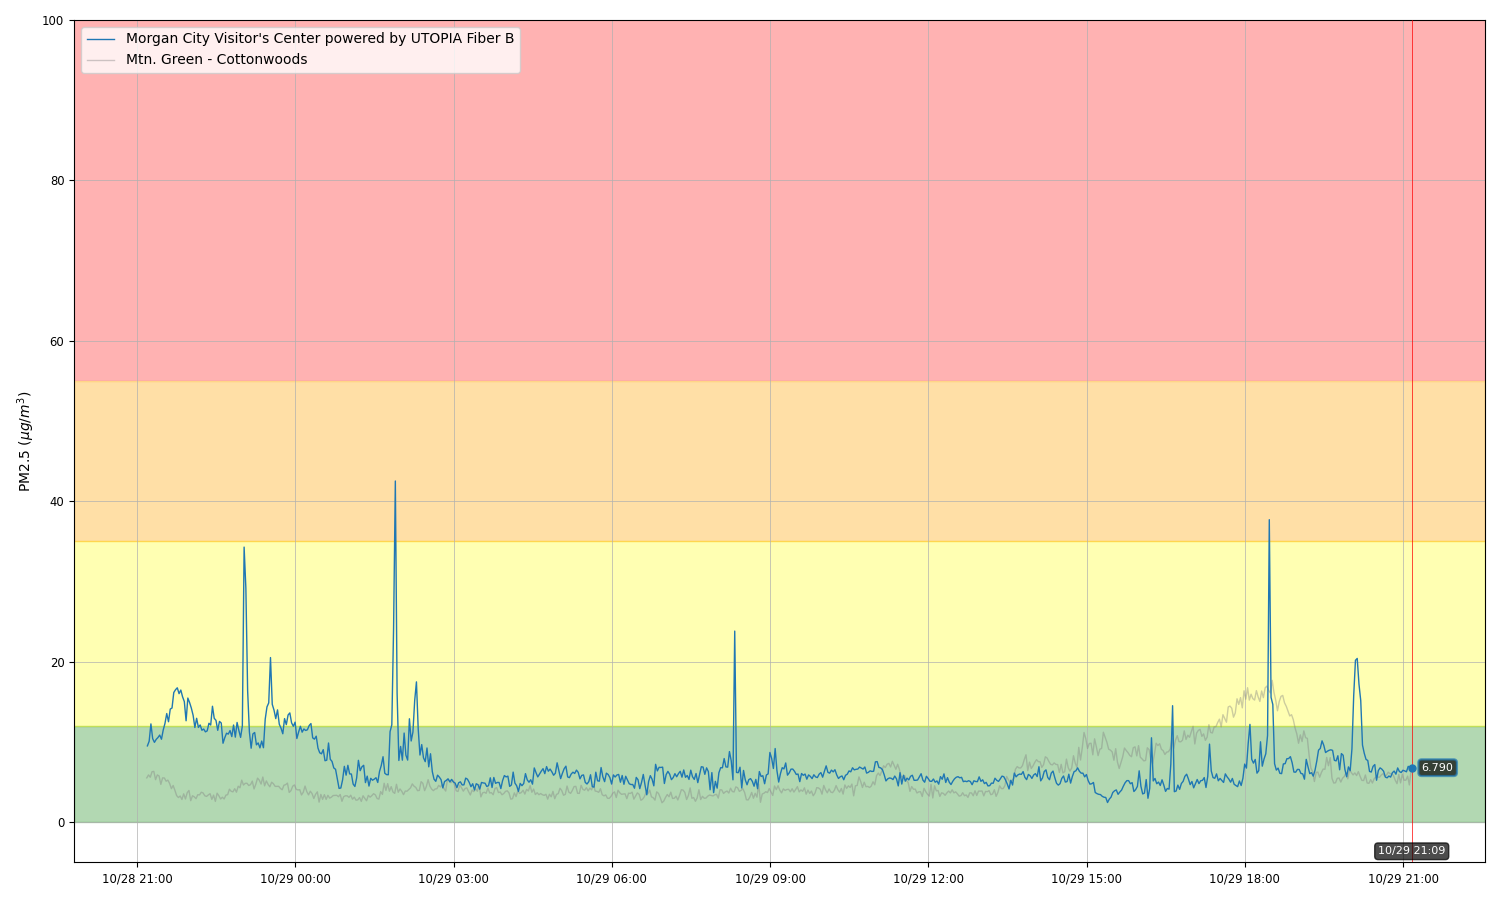 100
Morgan City Visitor's Center powered by UTOPIA Fiber B
Mtn. Green - Cottonwoods
80
60
PM2.5 (μg/m³)
40
20
6.790
0
10/29 21:09
10/28 21:00 10/29 00:00 10/29 03:00 10/29 06:00 10/29 09:00 10/29 12:00 10/29 15:00 10/29 18:00 10/29 21:00